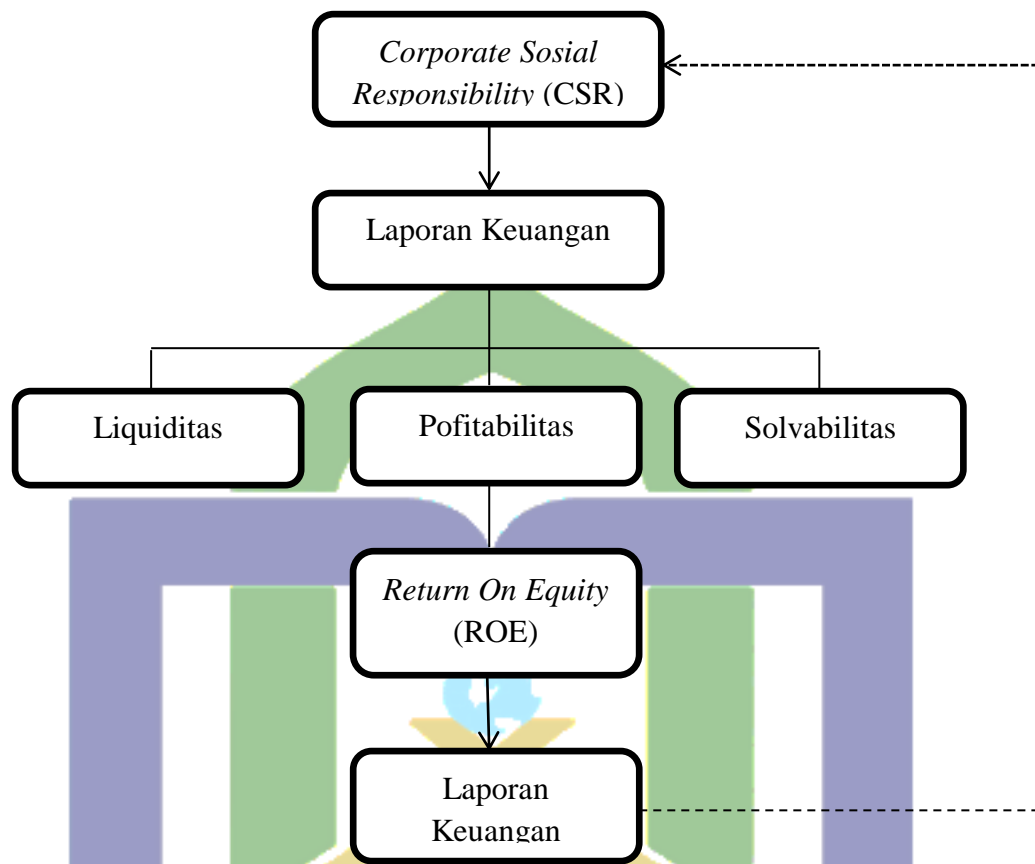 Corporate Sosial
Responsibility (CSR)
Laporan Keuangan
Liquiditas
Pofitabilitas
Solvabilitas
Return On Equity
(ROE)
Laporan
Keuangan